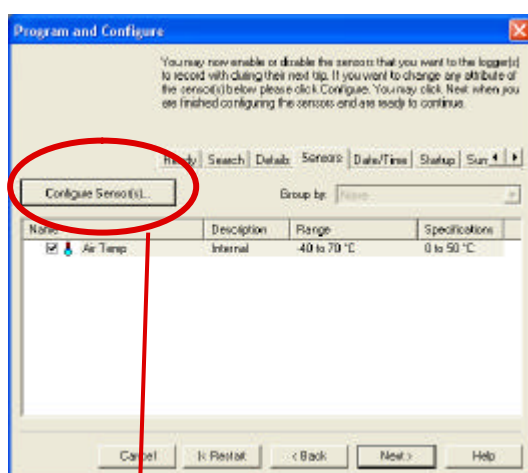 Program and Configure
You may now enable or disable the sensors that you want to the logger(s)
to record with during their next trip. If you want to change any attribute of
the sensor(s) below please click Configure. You may click Next when you
are finished configuring the sensors and are ready to continue.
Ready Search Details Sensors Date/Time Startup Sum
Configure Sensor(s)... Group by: None
Name Description Range Specifications
Air Temp Internal -40 to 70 °C 0 to 50 °C
Cancel |< Restart < Back Next > Help